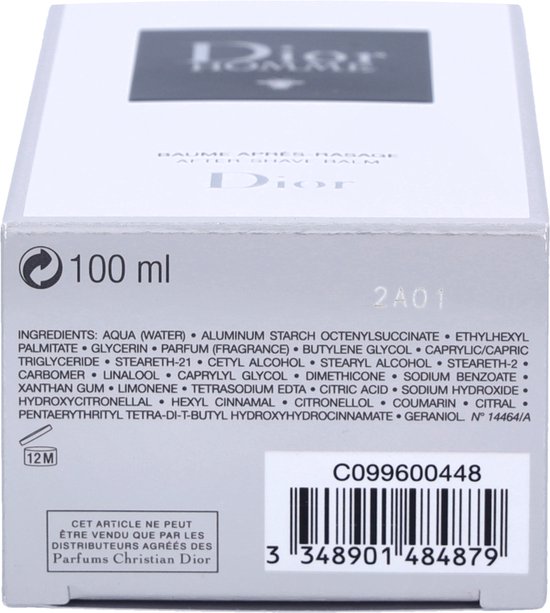 Dior
HOMME
BAUME APRÈS-RASAGE
AFTER-SHAVE BALM
Dior
100 ml
2A01
INGREDIENTS: AQUA (WATER) • ALUMINUM STARCH OCTENYLSUCCINATE • ETHYLHEXYL
PALMITATE • GLYCERIN • PARFUM (FRAGRANCE) • BUTYLENE GLYCOL • CAPRYLIC/CAPRIC
TRIGLYCERIDE • STEARETH-21 • CETYL ALCOHOL • STEARYL ALCOHOL • STEARETH-2 •
CARBOMER • LINALOOL • CAPRYLYL GLYCOL • DIMETHICONE • SODIUM BENZOATE •
XANTHAN GUM • LIMONENE • TETRASODIUM EDTA • CITRIC ACID • SODIUM HYDROXIDE •
HYDROXYCITRONELLAL • HEXYL CINNAMAL • CITRONELLOL • COUMARIN • CITRAL •
PENTAERYTHRITYL TETRA-DI-T-BUTYL HYDROXYHYDROCINNAMATE • GERANIOL. N° 14464/A
12M
C099600448
CET ARTICLE NE PEUT
ÊTRE VENDU QUE PAR LES
DISTRIBUTEURS AGRÉÉS DES
Parfums Christian Dior
3 348901 484879